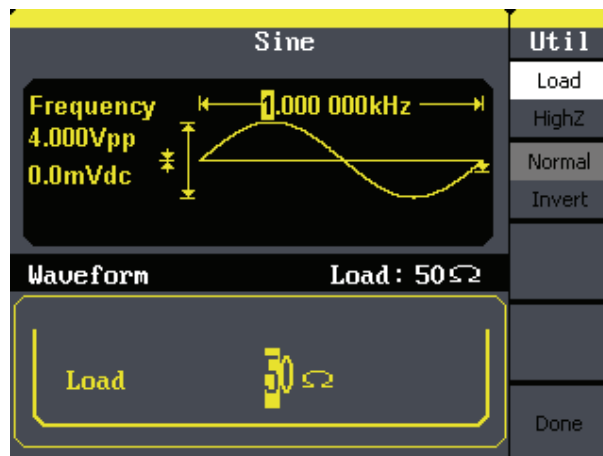 Sine
Util
Load
HighZ
Normal
Invert
Done
Frequency
1.000 000kHz
4.000Vpp
0.0mVdc
Waveform
Load: 50Ω
Load
50 Ω